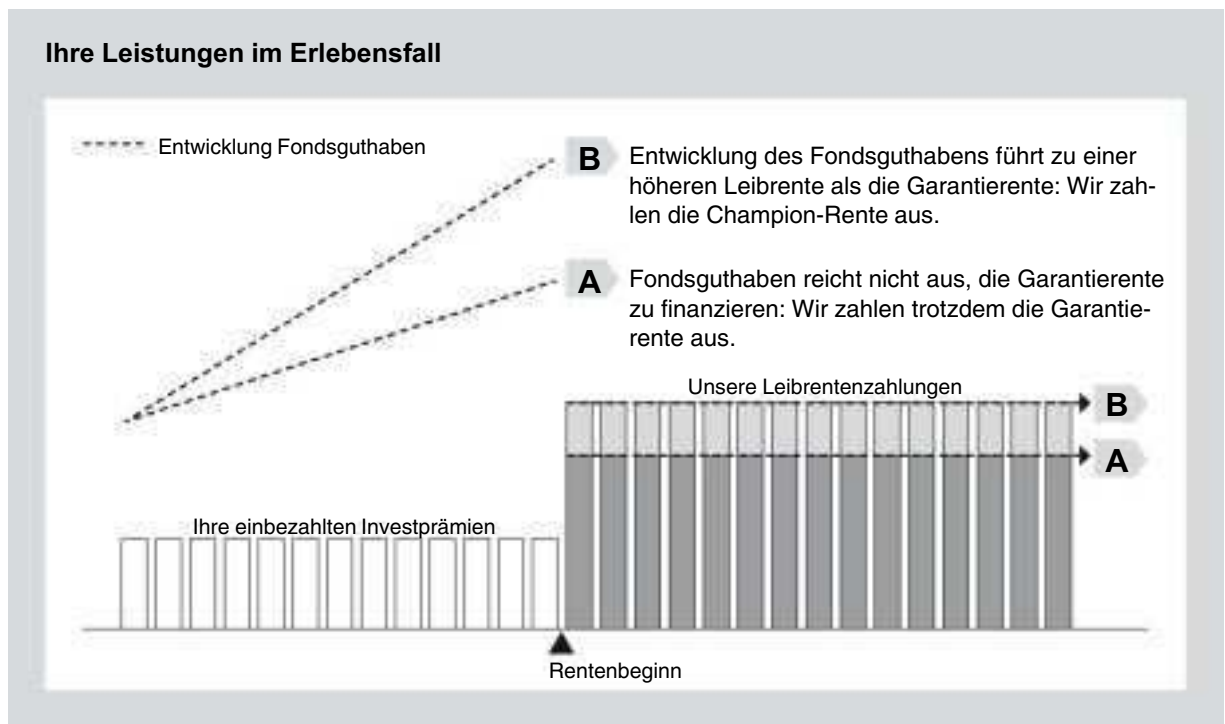 Ihre Leistungen im Erlebensfall
Entwicklung Fondsguthaben
B
Entwicklung des Fondsguthabens führt zu einer
höheren Leibrente als die Garantierente: Wir zah-
len die Champion-Rente aus.
A
Fondsguthaben reicht nicht aus, die Garantierente
zu finanzieren: Wir zahlen trotzdem die Garantie-
rente aus.
Unsere Leibrentenzahlungen
B
A
Ihre einbezahlten Investprämien
Rentenbeginn